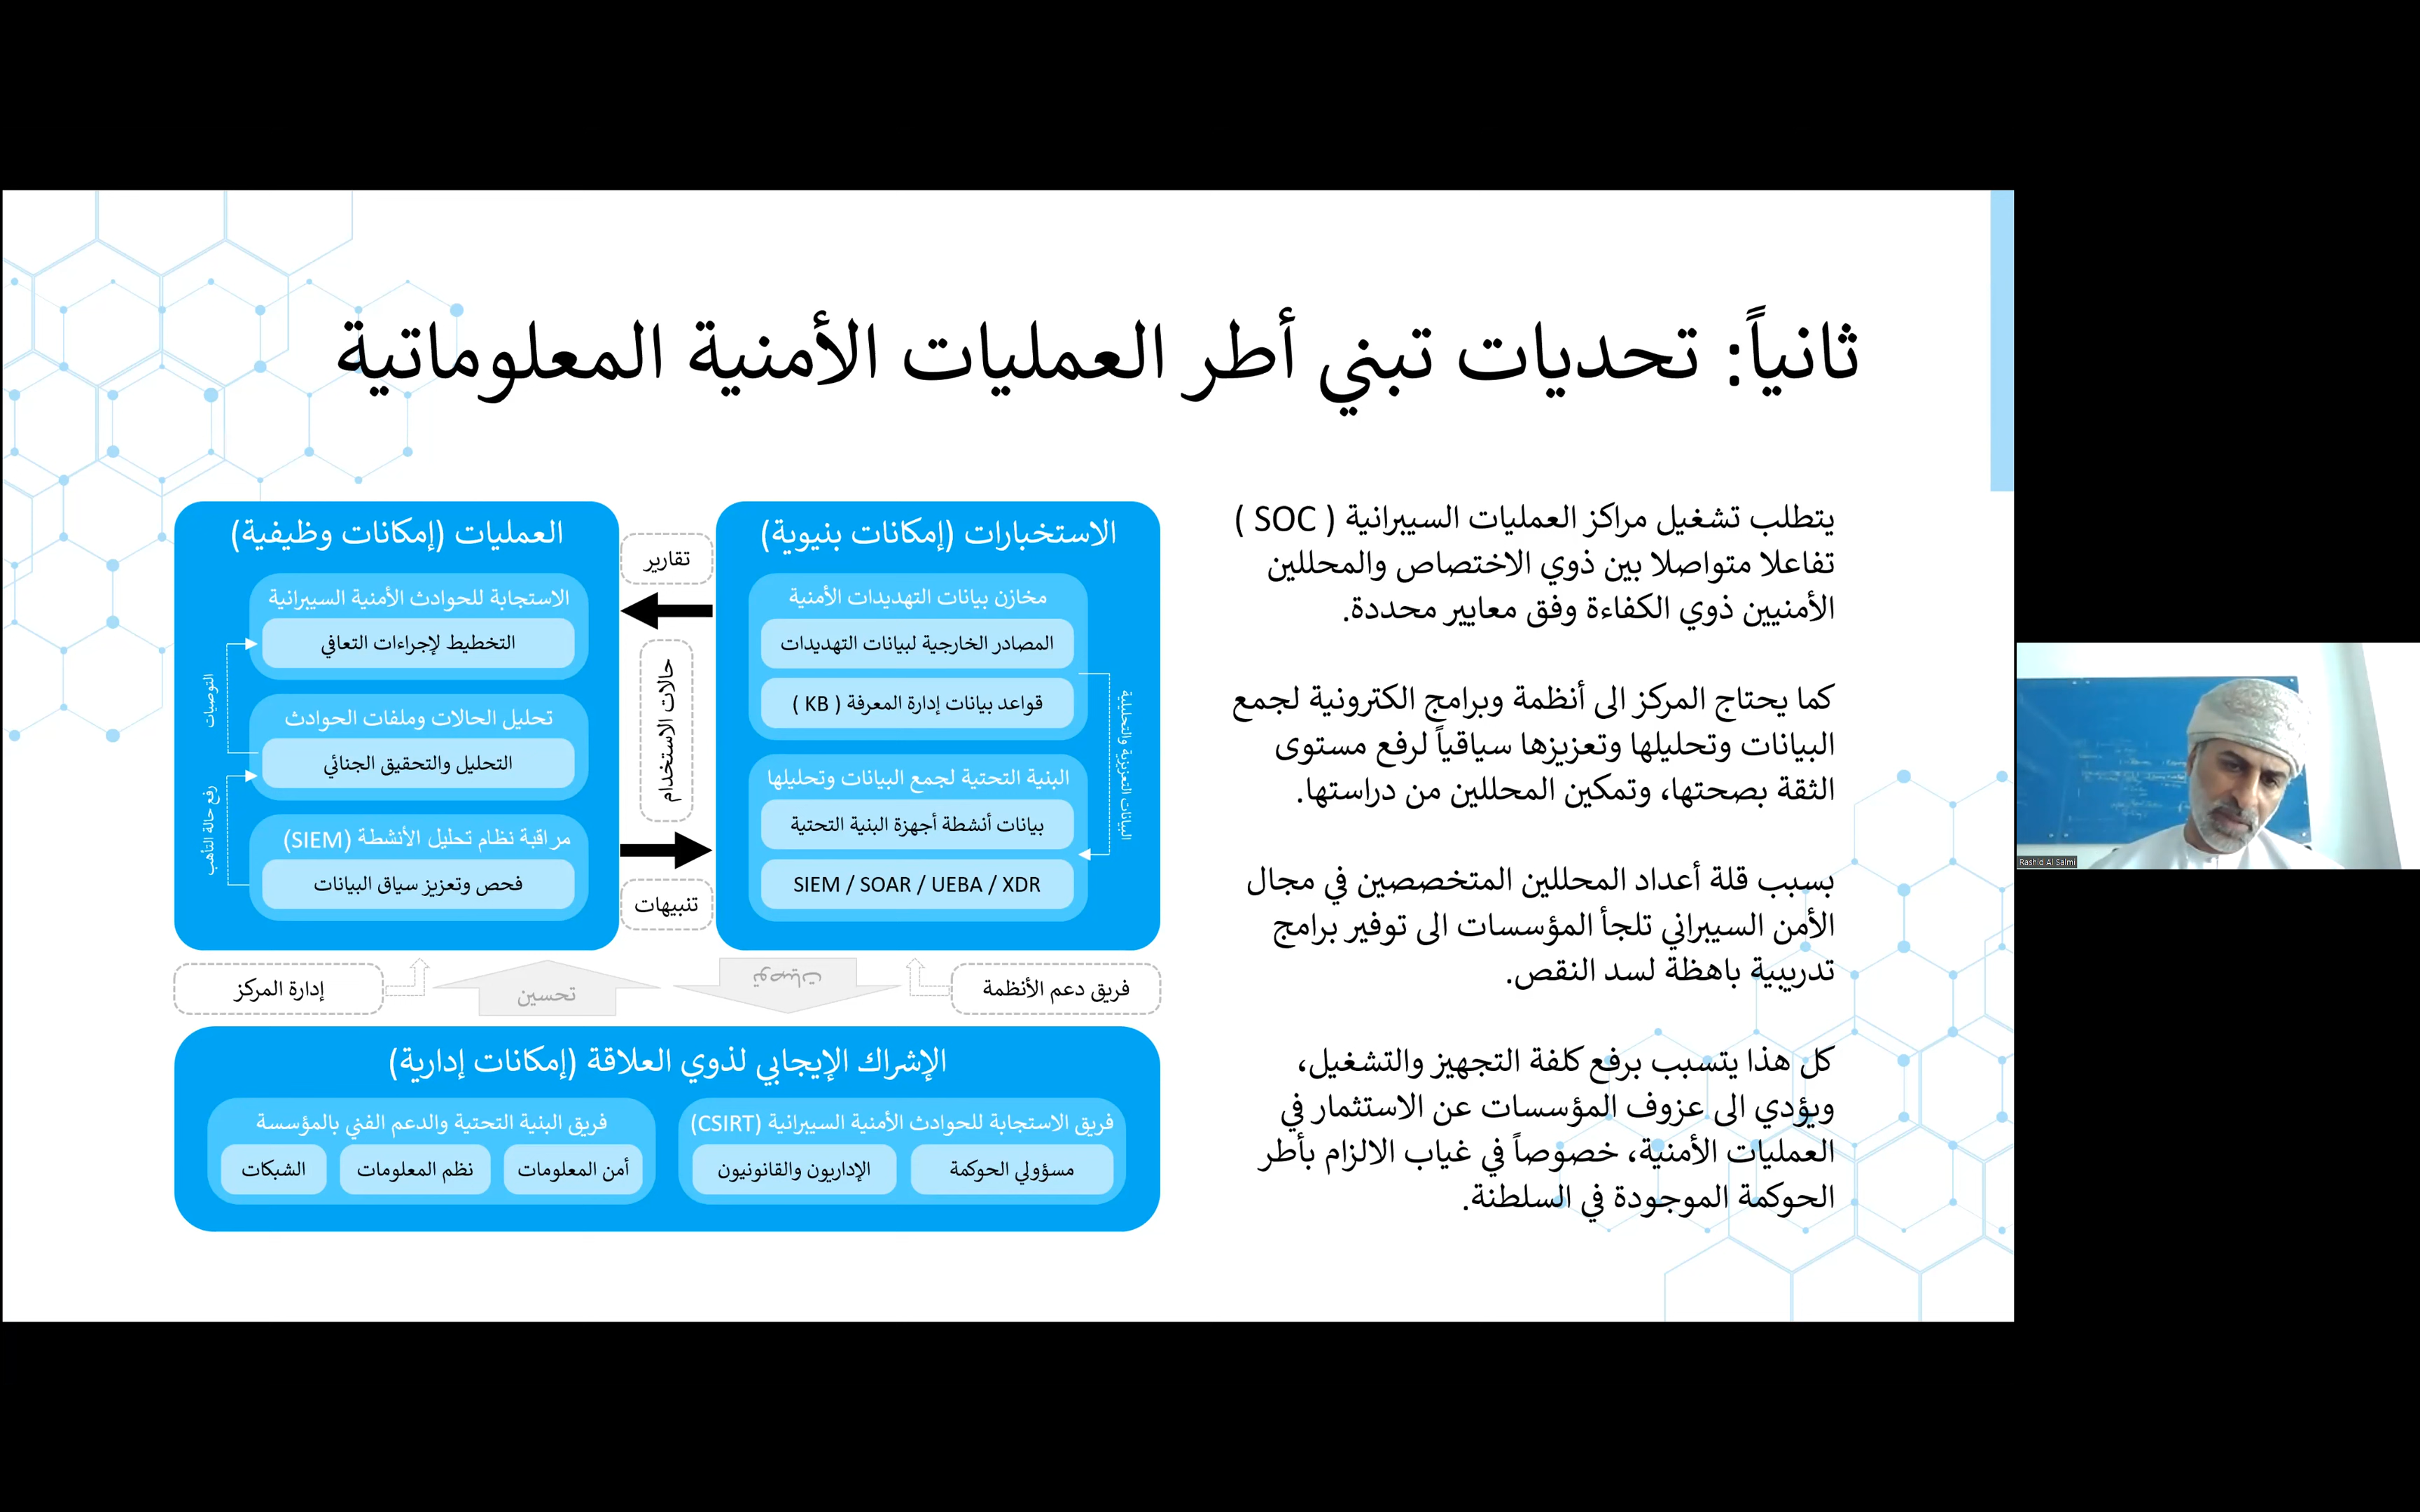 ثانياً: تحديات تبني أطر العمليات الأمنية المعلوماتية
يتطلب تشغيل مراكز العمليات السيبرانية ( SOC )
تفاعلا متواصلا بين ذوي الاختصاص والمحللين
الأمنيين ذوي الكفاءة وفق معايير محددة.
كما يحتاج المركز الى أنظمة وبرامج الكترونية لجمع
البيانات وتحليلها وتعزيزها سياقياً لرفع مستوى
الثقة بصحتها، وتمكين المحللين من دراستها.
بسبب قلة أعداد المحللين المتخصصين في مجال
الأمن السيبراني تلجأ المؤسسات الى توفير برامج
تدريبية باهظة لسد النقص.
كل هذا يتسبب برفع كلفة التجهيز والتشغيل،
ويؤدي الى عزوف المؤسسات عن الاستثمار في
العمليات الأمنية، خصوصاً في غياب الالزام بأطر
الحوكمة الموجودة في السلطنة.
الاستخبارات (إمكانات بنيوية)
مخازن بيانات التهديدات الأمنية
المصادر الخارجية لبيانات التهديدات
قواعد بيانات إدارة المعرفة ( KB )
البنية التحتية لجمع البيانات وتحليلها
بيانات أنشطة أجهزة البنية التحتية
SIEM / SOAR / UEBA / XDR
البيانات التعزيزية والتحليلية
تقارير
حالات الاستخدام
تنبيهات
العمليات (إمكانات وظيفية)
الاستجابة للحوادث الأمنية السيبرانية
التخطيط لإجراءات التعافي
تحليل الحالات وملفات الحوادث
التحليل والتحقيق الجنائي
مراقبة نظام تحليل الأنشطة (SIEM)
فحص وتعزيز سياق البيانات
التوصيات
رفع حالة التأهب
فريق دعم الأنظمة
توصيات
تحسين
إدارة المركز
الإشراك الإيجابي لذوي العلاقة (إمكانات إدارية)
فريق الاستجابة للحوادث الأمنية السيبرانية (CSIRT)
مسؤولي الحوكمة
الإداريون والقانونيون
فريق البنية التحتية والدعم الفني بالمؤسسة
أمن المعلومات
نظم المعلومات
الشبكات
Rashid Al Salmi